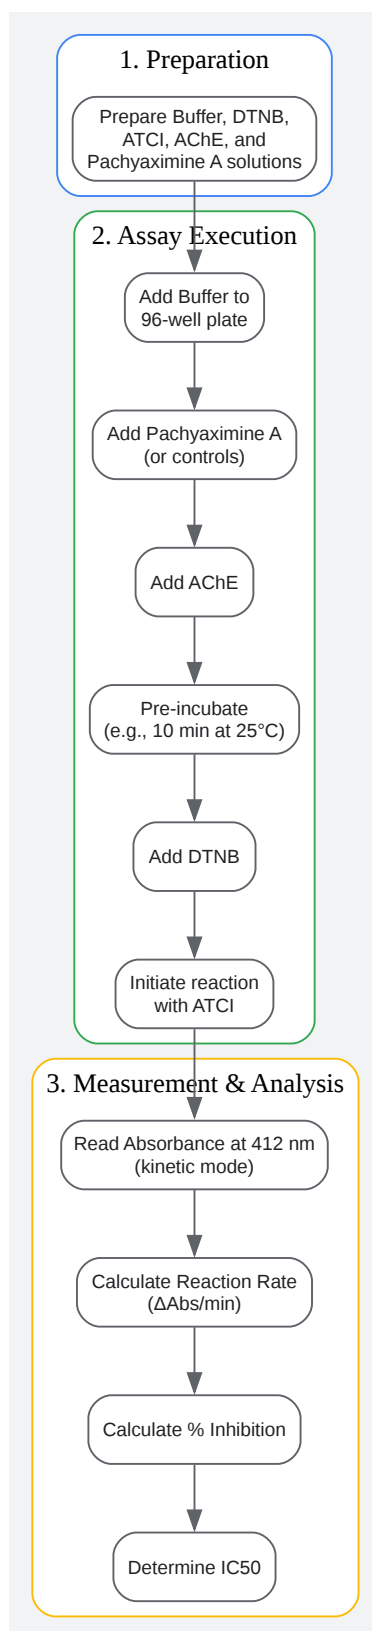 1. Preparation
Prepare Buffer, DTNB,
ATCI, AChE, and
Pachyaximine A solutions
2. Assay Execution
Add Buffer to
96-well plate
Add Pachyaximine A
(or controls)
Add AChE
Pre-incubate
(e.g., 10 min at 25°C)
Add DTNB
Initiate reaction
with ATCI
3. Measurement & Analysis
Read Absorbance at 412 nm
(kinetic mode)
Calculate Reaction Rate
(ΔAbs/min)
Calculate % Inhibition
Determine IC50